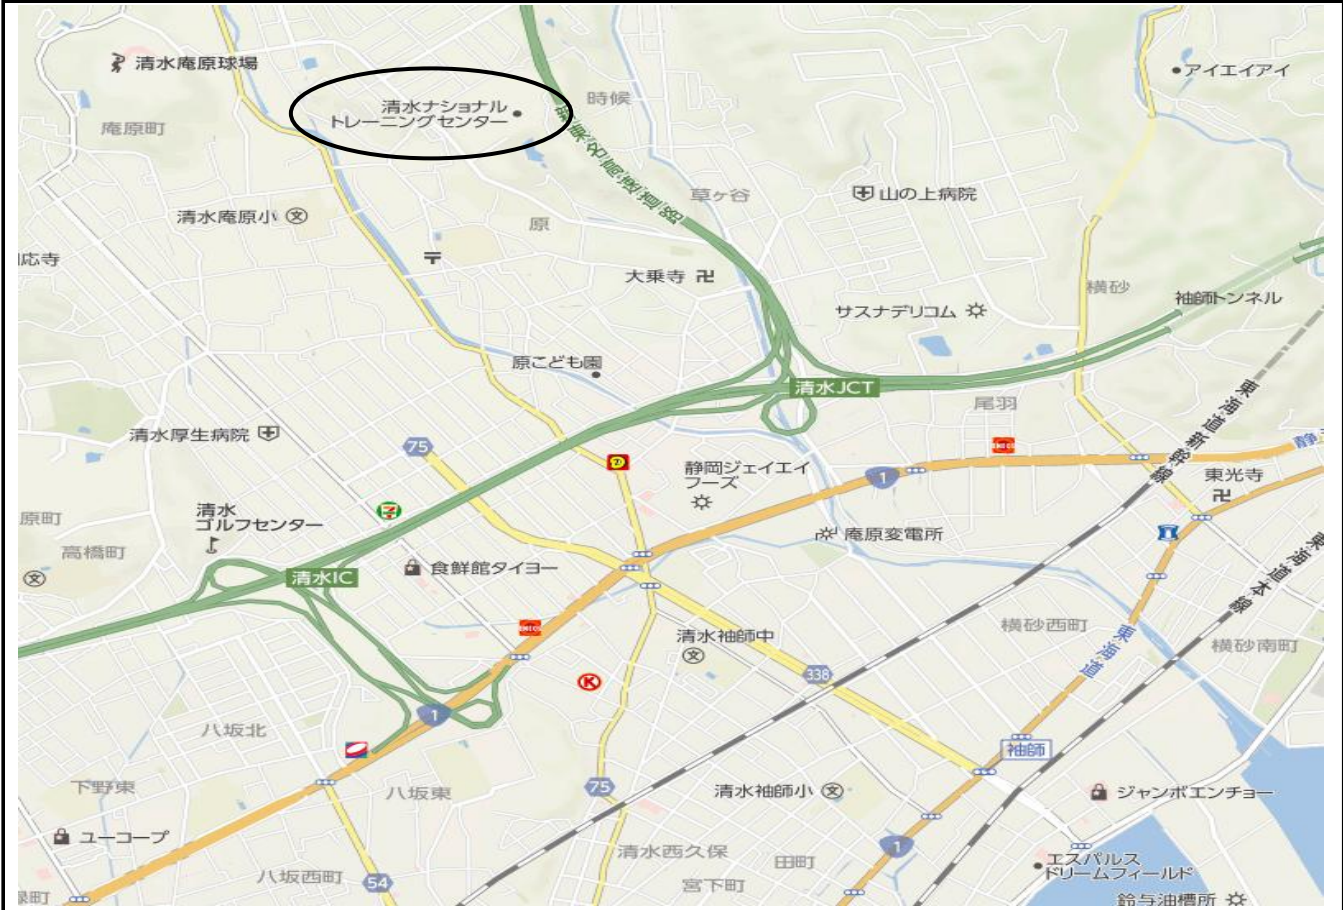 清水庵原球場
アイエイアイ
清水ナショナル
トレーニングセンター
時候
庵原町
新東名高速道路
山の上病院
草ヶ谷
清水庵原小
原
応寺
大乗寺
横砂
袖師トンネル
サスナデリコム
原こども園
清水JCT
東海道新幹線
尾羽
清水厚生病院
75
ENEOS
静
静岡ジェイエイ
フーズ
1
東光寺
清水
ゴルフセンター
7
原町
高橋町
庵原変電所
東海道本線
食鮮館タイヨー
清水IC
ENEOS
横砂西町
東海道
清水袖師中
横砂南町
338
K
1
八坂北
袖師
下野東
八坂東
75
清水袖師小
ジャンボエンチョー
ユーコープ
清水西久保
田町
1
エスパルス
ドリームフィールド
八坂西町
54
宮下町
鈴与油槽所